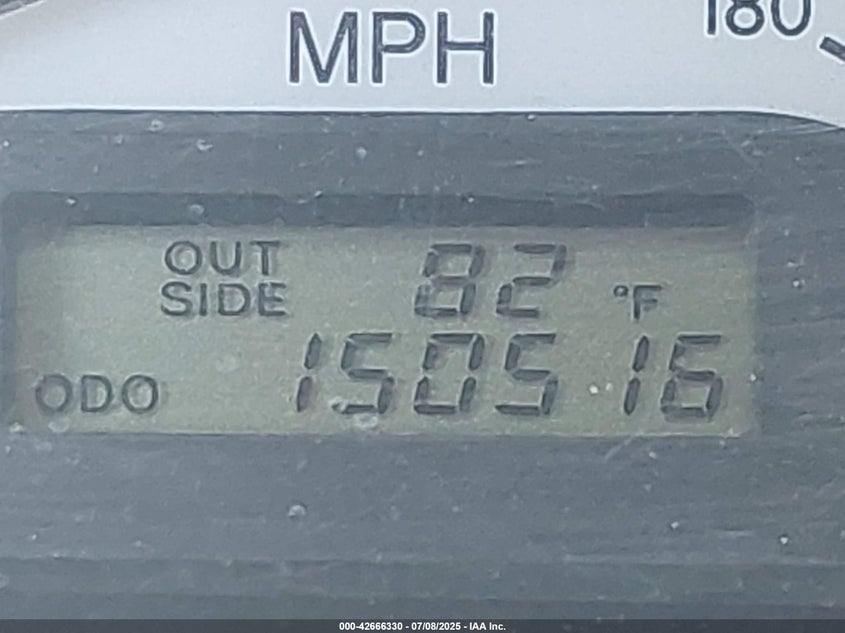 MPH
180
OUT SIDE 82 °F
ODO 150516
000-42666330 - 07/08/2025 - IAA Inc.